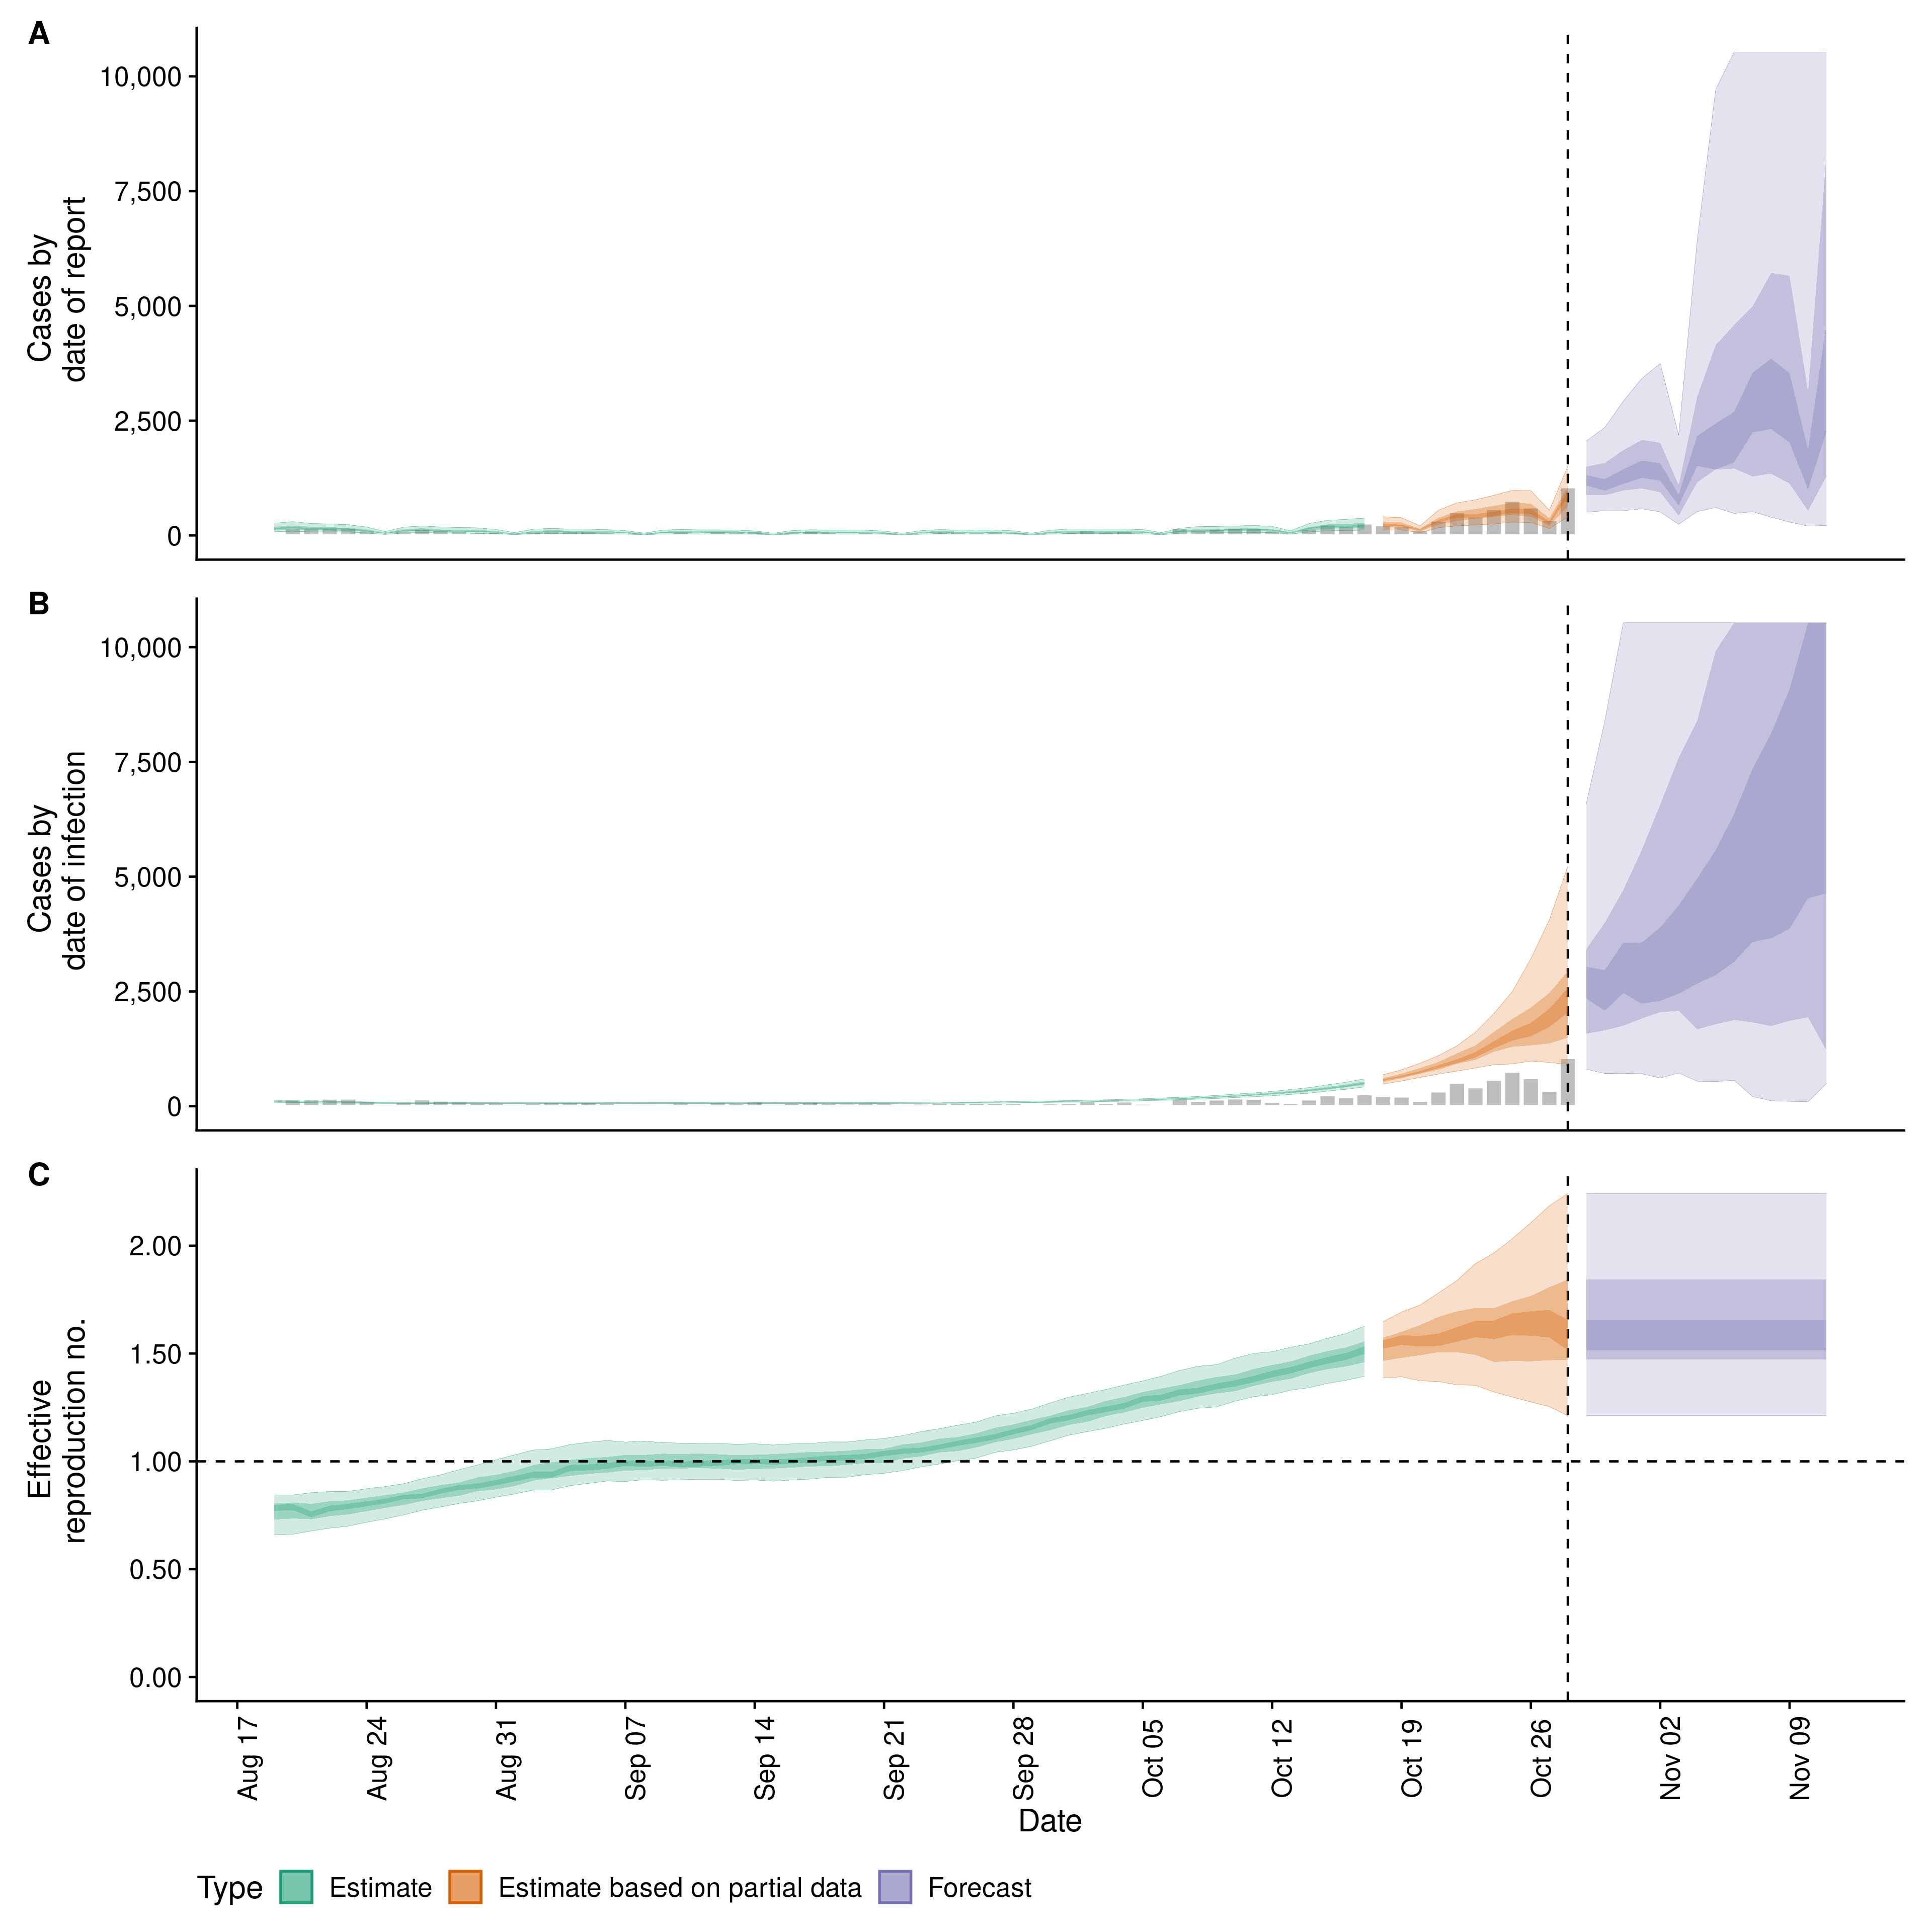 A
10,000
7,500
5,000
2,500
0
Cases by
date of report
B
10,000
7,500
5,000
2,500
0
Cases by
date of infection
C
2.00
1.50
1.00
0.50
0.00
Effective
reproduction no.
Aug 17
Aug 24
Aug 31
Sep 07
Sep 14
Sep 21
Sep 28
Oct 05
Oct 12
Oct 19
Oct 26
Nov 02
Nov 09
Date
Type Estimate Estimate based on partial data Forecast